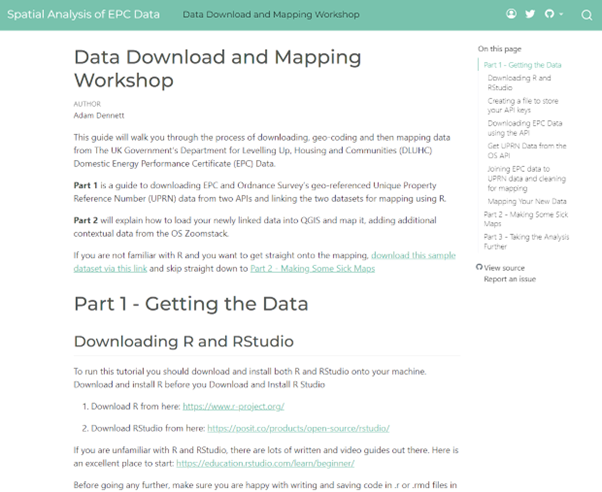 Spatial Analysis of EPC Data
Data Download and Mapping Workshop
Data Download and Mapping
Workshop
AUTHOR
Adam Dennett
This guide will walk you through the process of downloading, geo-coding and then mapping data
from The UK Government's Department for Levelling Up, Housing and Communities (DLUHC)
Domestic Energy Performance Certificate (EPC) Data.
Part 1 is a guide to downloading EPC and Ordnance Survey's geo-referenced Unique Property
Reference Number (UPRN) data from two APIs and linking the two datasets for mapping using R.
Part 2 will explain how to load your newly linked data into QGIS and map it, adding additional
contextual data from the OS Zoomstack.
If you are not familiar with R and you want to get straight onto the mapping, download this sample
dataset via this link and skip straight down to Part 2 - Making Some Sick Maps
Part 1 - Getting the Data
Downloading R and RStudio
To run this tutorial you should download and install both R and RStudio onto your machine.
Download and install R before you Download and Install R Studio
1. Download R from here: https://www.r-project.org/
2. Download RStudio from here: https://posit.co/products/open-source/rstudio/
If you are unfamiliar with R and RStudio, there are lots of written and video guides out there. Here is
an excellent place to start: https://education.rstudio.com/learn/beginner/
Before going any further, make sure you are happy with writing and saving code in .r or .rmd files in
On this page
Part 1 - Getting the Data
Downloading R and
RStudio
Creating a file to store
your API keys
Downloading EPC Data
using the API
Get UPRN Data from the
OS API
Joining EPC data to
UPRN data and cleaning
for mapping
Mapping Your New Data
Part 2 - Making Some Sick
Maps
Part 3 - Taking the Analysis
Further
View source
Report an issue